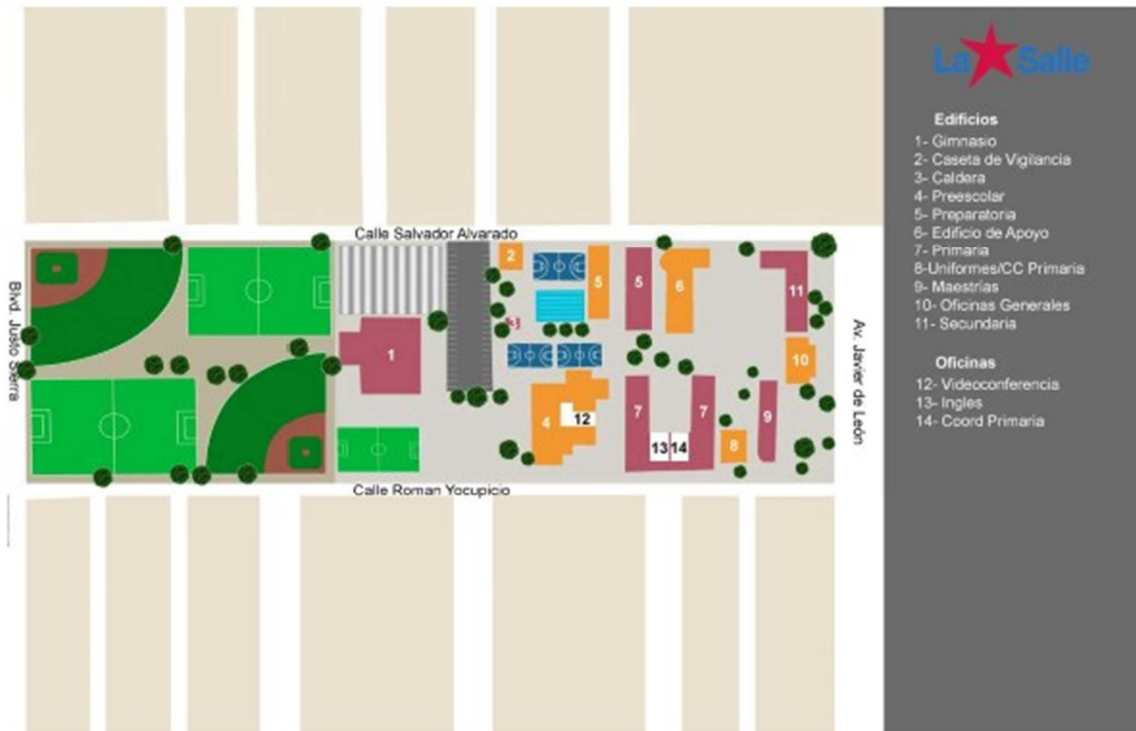 La Salle
Edificios
1- Gimnasio
2- Caseta de Vigilancia
3- Caldera
4- Preescolar
5- Preparatoria
6- Edificio de Apoyo
7- Primaria
8-Uniformes/CC Primaria
9- Maestrías
10- Oficinas Generales
11- Secundaria
Oficinas
12- Videoconferencia
13- Ingles
14- Coord Primaria
Calle Salvador Alvarado
Blvd. Justo Sierra
Av. Javier de León
Calle Roman Yocupicio
2
5
5
6
11
1
10
4
12
7
7
13
14
8
9